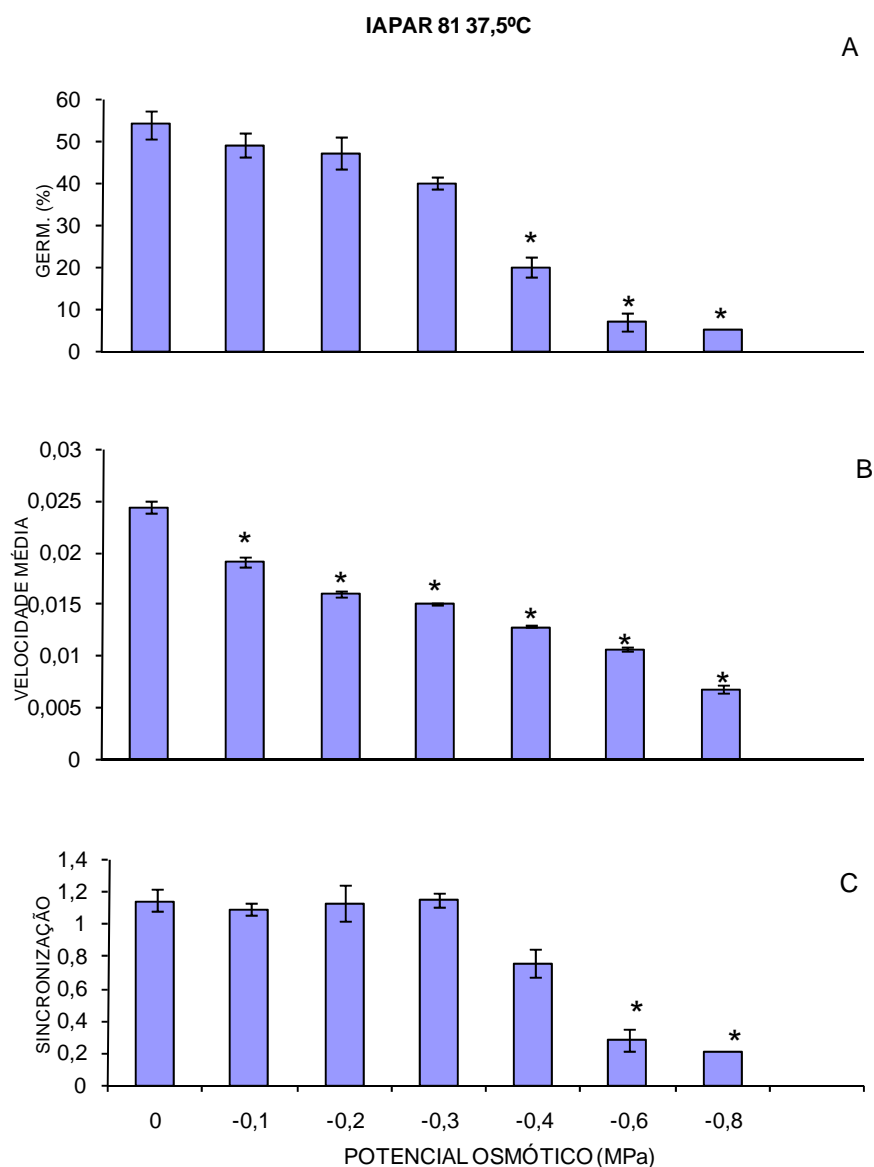 IAPAR 81 37,5ºC
A
60
50
40
30
20
10
0
GERM. (%)
* * *
B
0,03
0,025
0,02
0,015
0,01
0,005
0
VELOCIDADE MÉDIA
* * * * * *
C
1,4
1,2
1
0,8
0,6
0,4
0,2
0
SINCRONIZAÇÃO
* *
0 -0,1 -0,2 -0,3 -0,4 -0,6 -0,8
POTENCIAL OSMÓTICO (MPa)